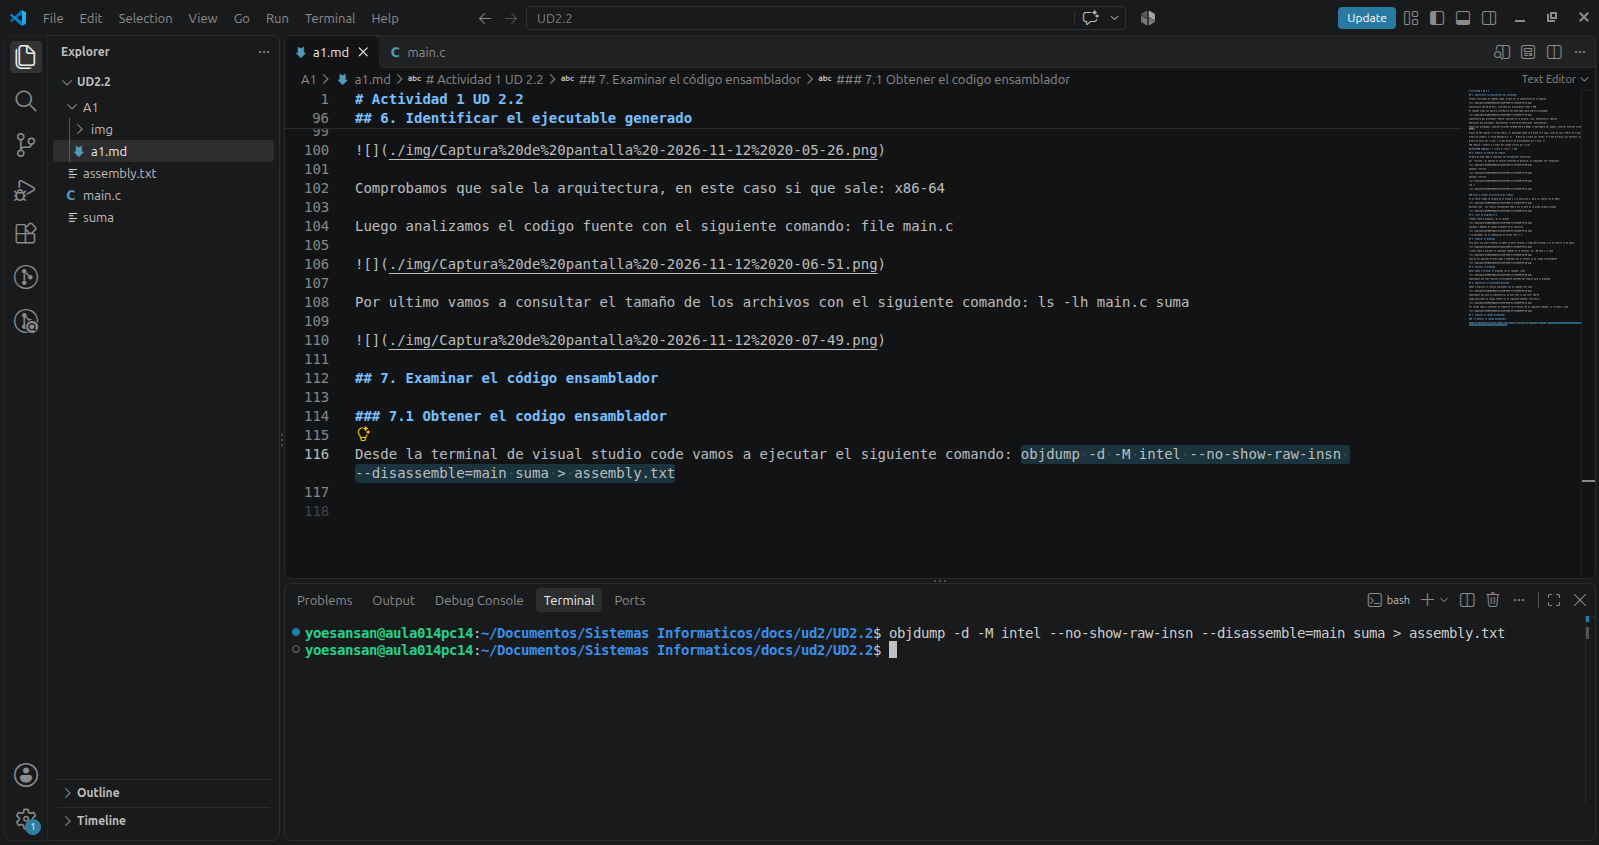 File Edit Selection View Go Run Terminal Help
UD2.2
Update
Explorer
UD2.2
A1
img
a1.md
assembly.txt
main.c
suma
Outline
Timeline
1
a1.md
C main.c
A1 > a1.md > abc # Actividad 1 UD 2.2 > abc ## 7. Examinar el código ensamblador > abc ### 7.1 Obtener el codigo ensamblador
Text Editor
1 # Actividad 1 UD 2.2
96 ## 6. Identificar el ejecutable generado
99
100 ![](./img/Captura%20de%20pantalla%20-2026-11-12%2020-05-26.png)
101
102 Comprobamos que sale la arquitectura, en este caso si que sale: x86-64
103
104 Luego analizamos el codigo fuente con el siguiente comando: file main.c
105
106 ![](./img/Captura%20de%20pantalla%20-2026-11-12%2020-06-51.png)
107
108 Por ultimo vamos a consultar el tamaño de los archivos con el siguiente comando: ls -lh main.c suma
109
110 ![](./img/Captura%20de%20pantalla%20-2026-11-12%2020-07-49.png)
111
112 ## 7. Examinar el código ensamblador
113
114 ### 7.1 Obtener el codigo ensamblador
115
116 Desde la terminal de visual studio code vamos a ejecutar el siguiente comando: objdump -d -M intel --no-show-raw-insn
--disassemble=main suma > assembly.txt
117
118
Problems Output Debug Console Terminal Ports
bash
yoesansan@aula014pc14:~/Documentos/Sistemas Informaticos/docs/ud2/UD2.2$ objdump -d -M intel --no-show-raw-insn --disassemble=main suma > assembly.txt
yoesansan@aula014pc14:~/Documentos/Sistemas Informaticos/docs/ud2/UD2.2$